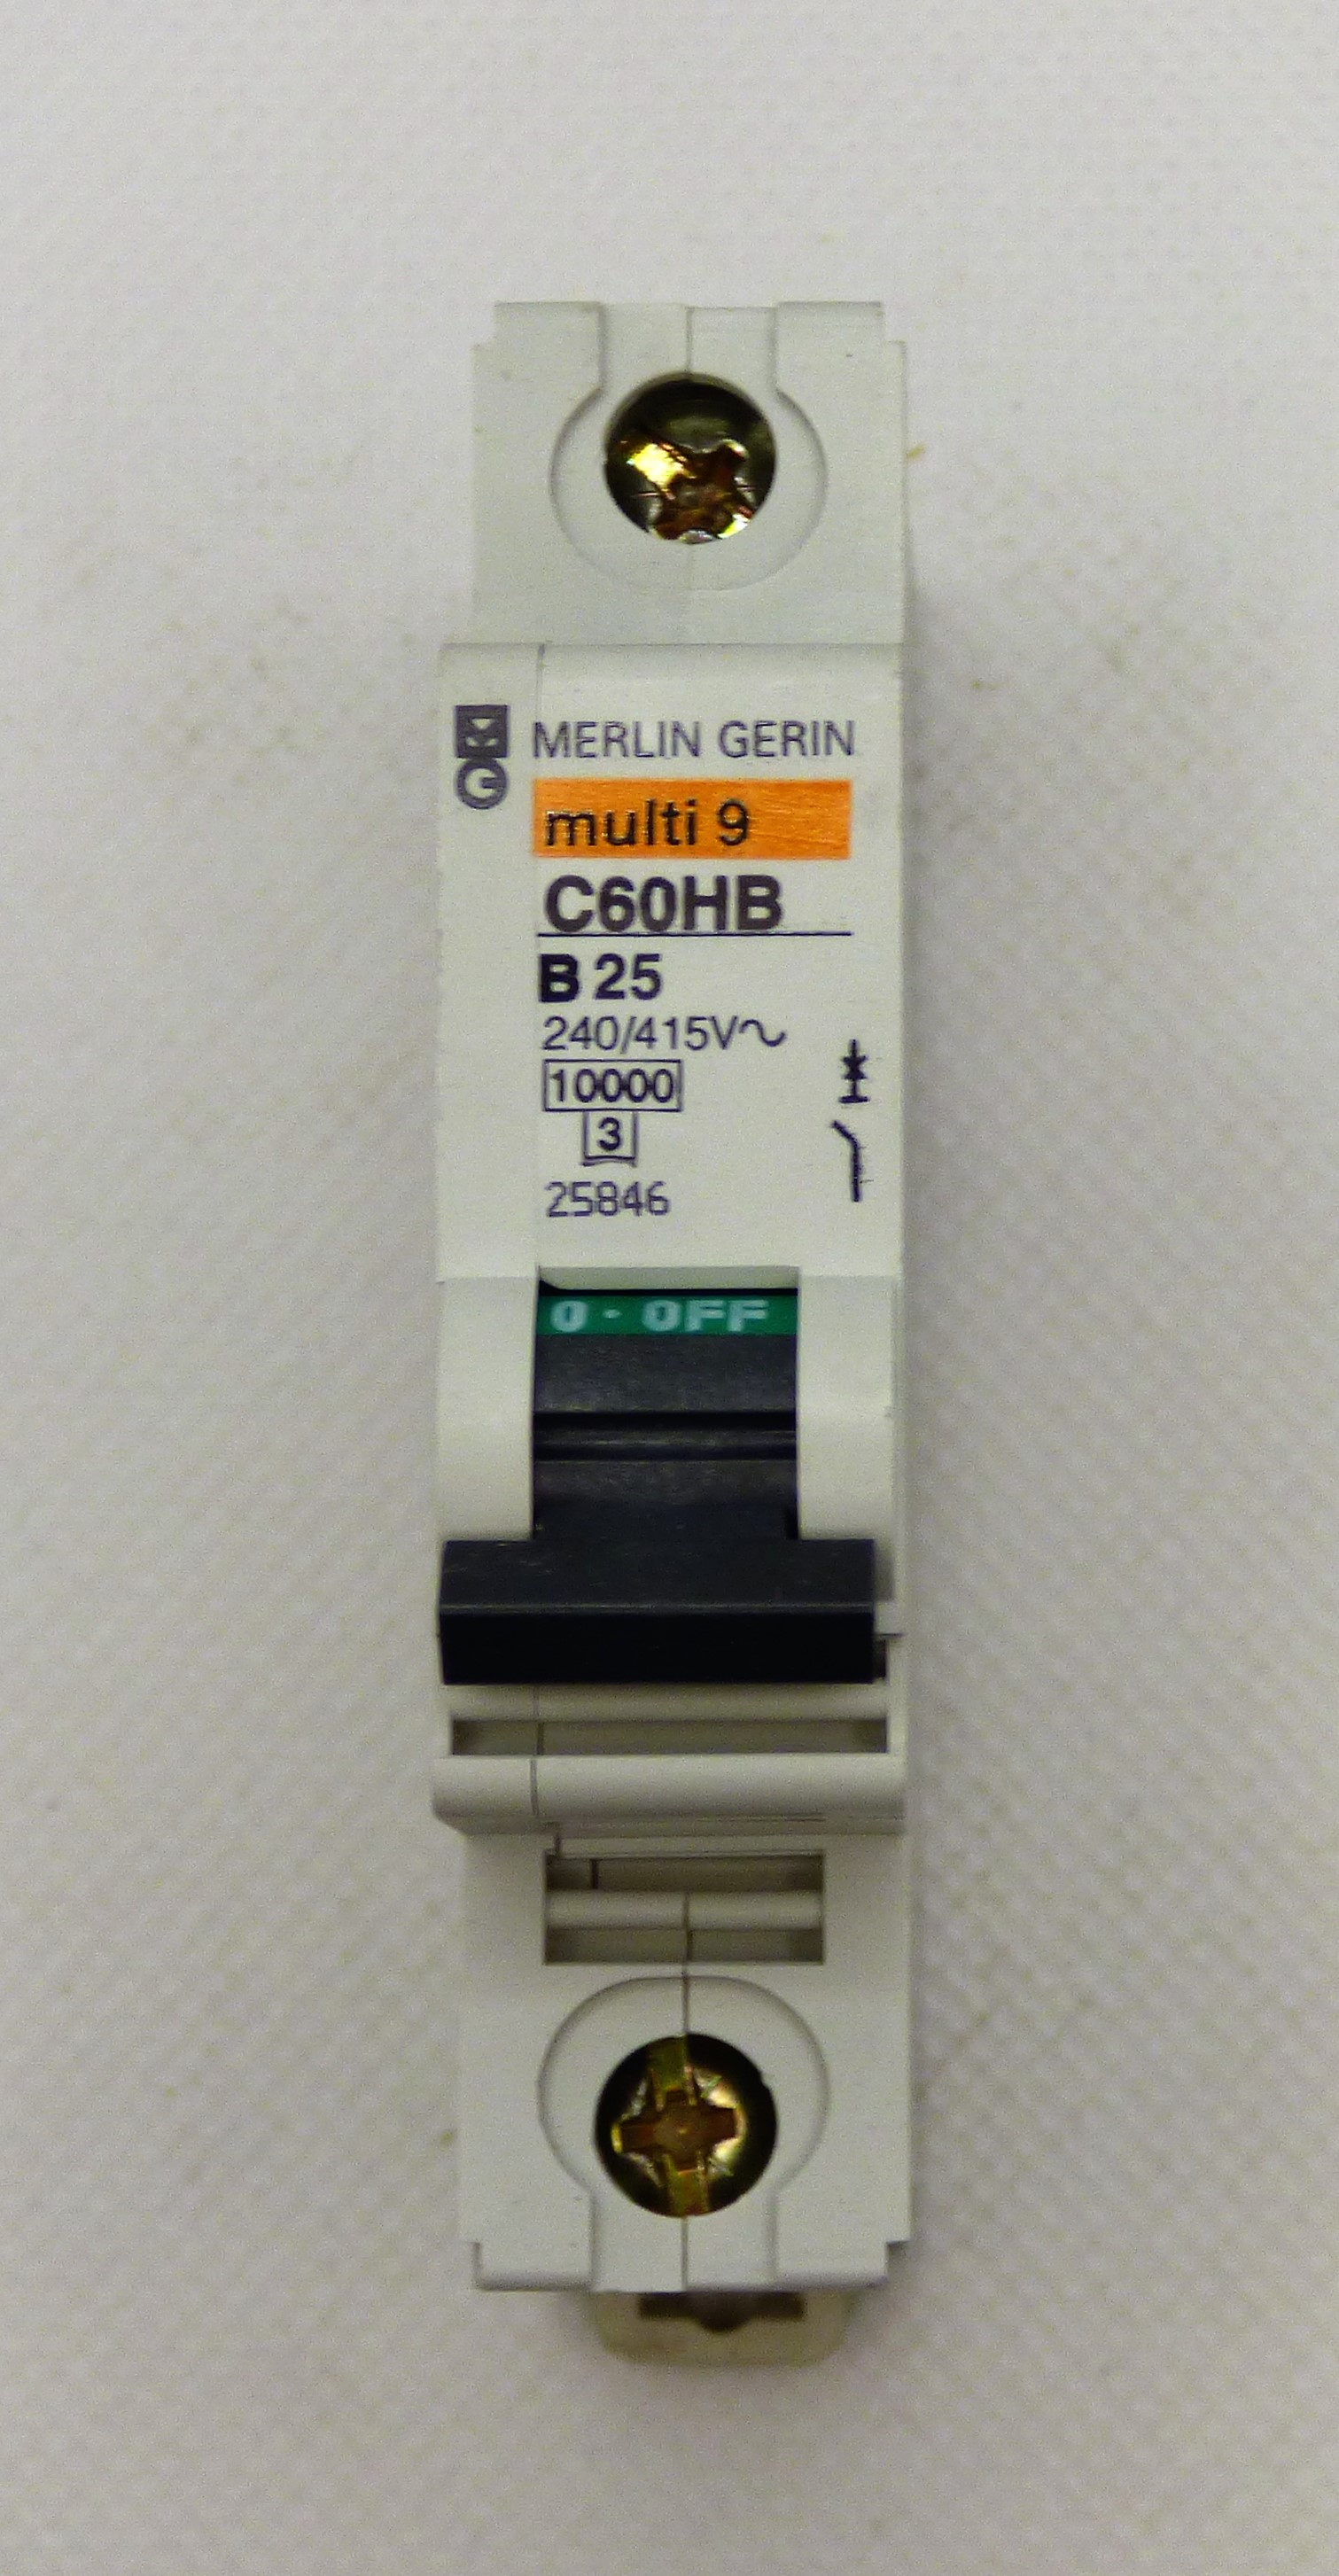 MERLIN GERIN
multi 9
C60HB
B 25
240/415V~
10000
3
25846
0 · OFF